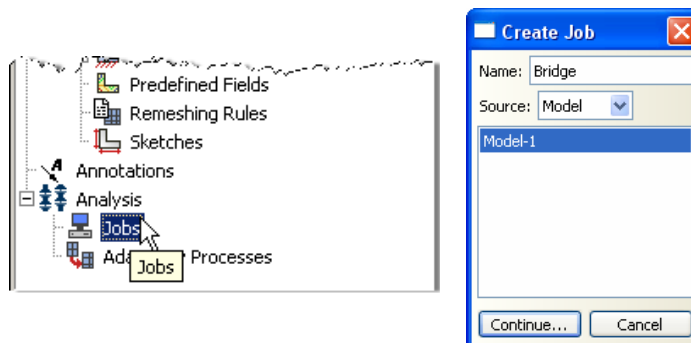 Predefined Fields
Remeshing Rules
Sketches
Annotations
Analysis
Jobs
Processes
Jobs
Create Job
Name: Bridge
Source: Model
Model-1
Continue... Cancel